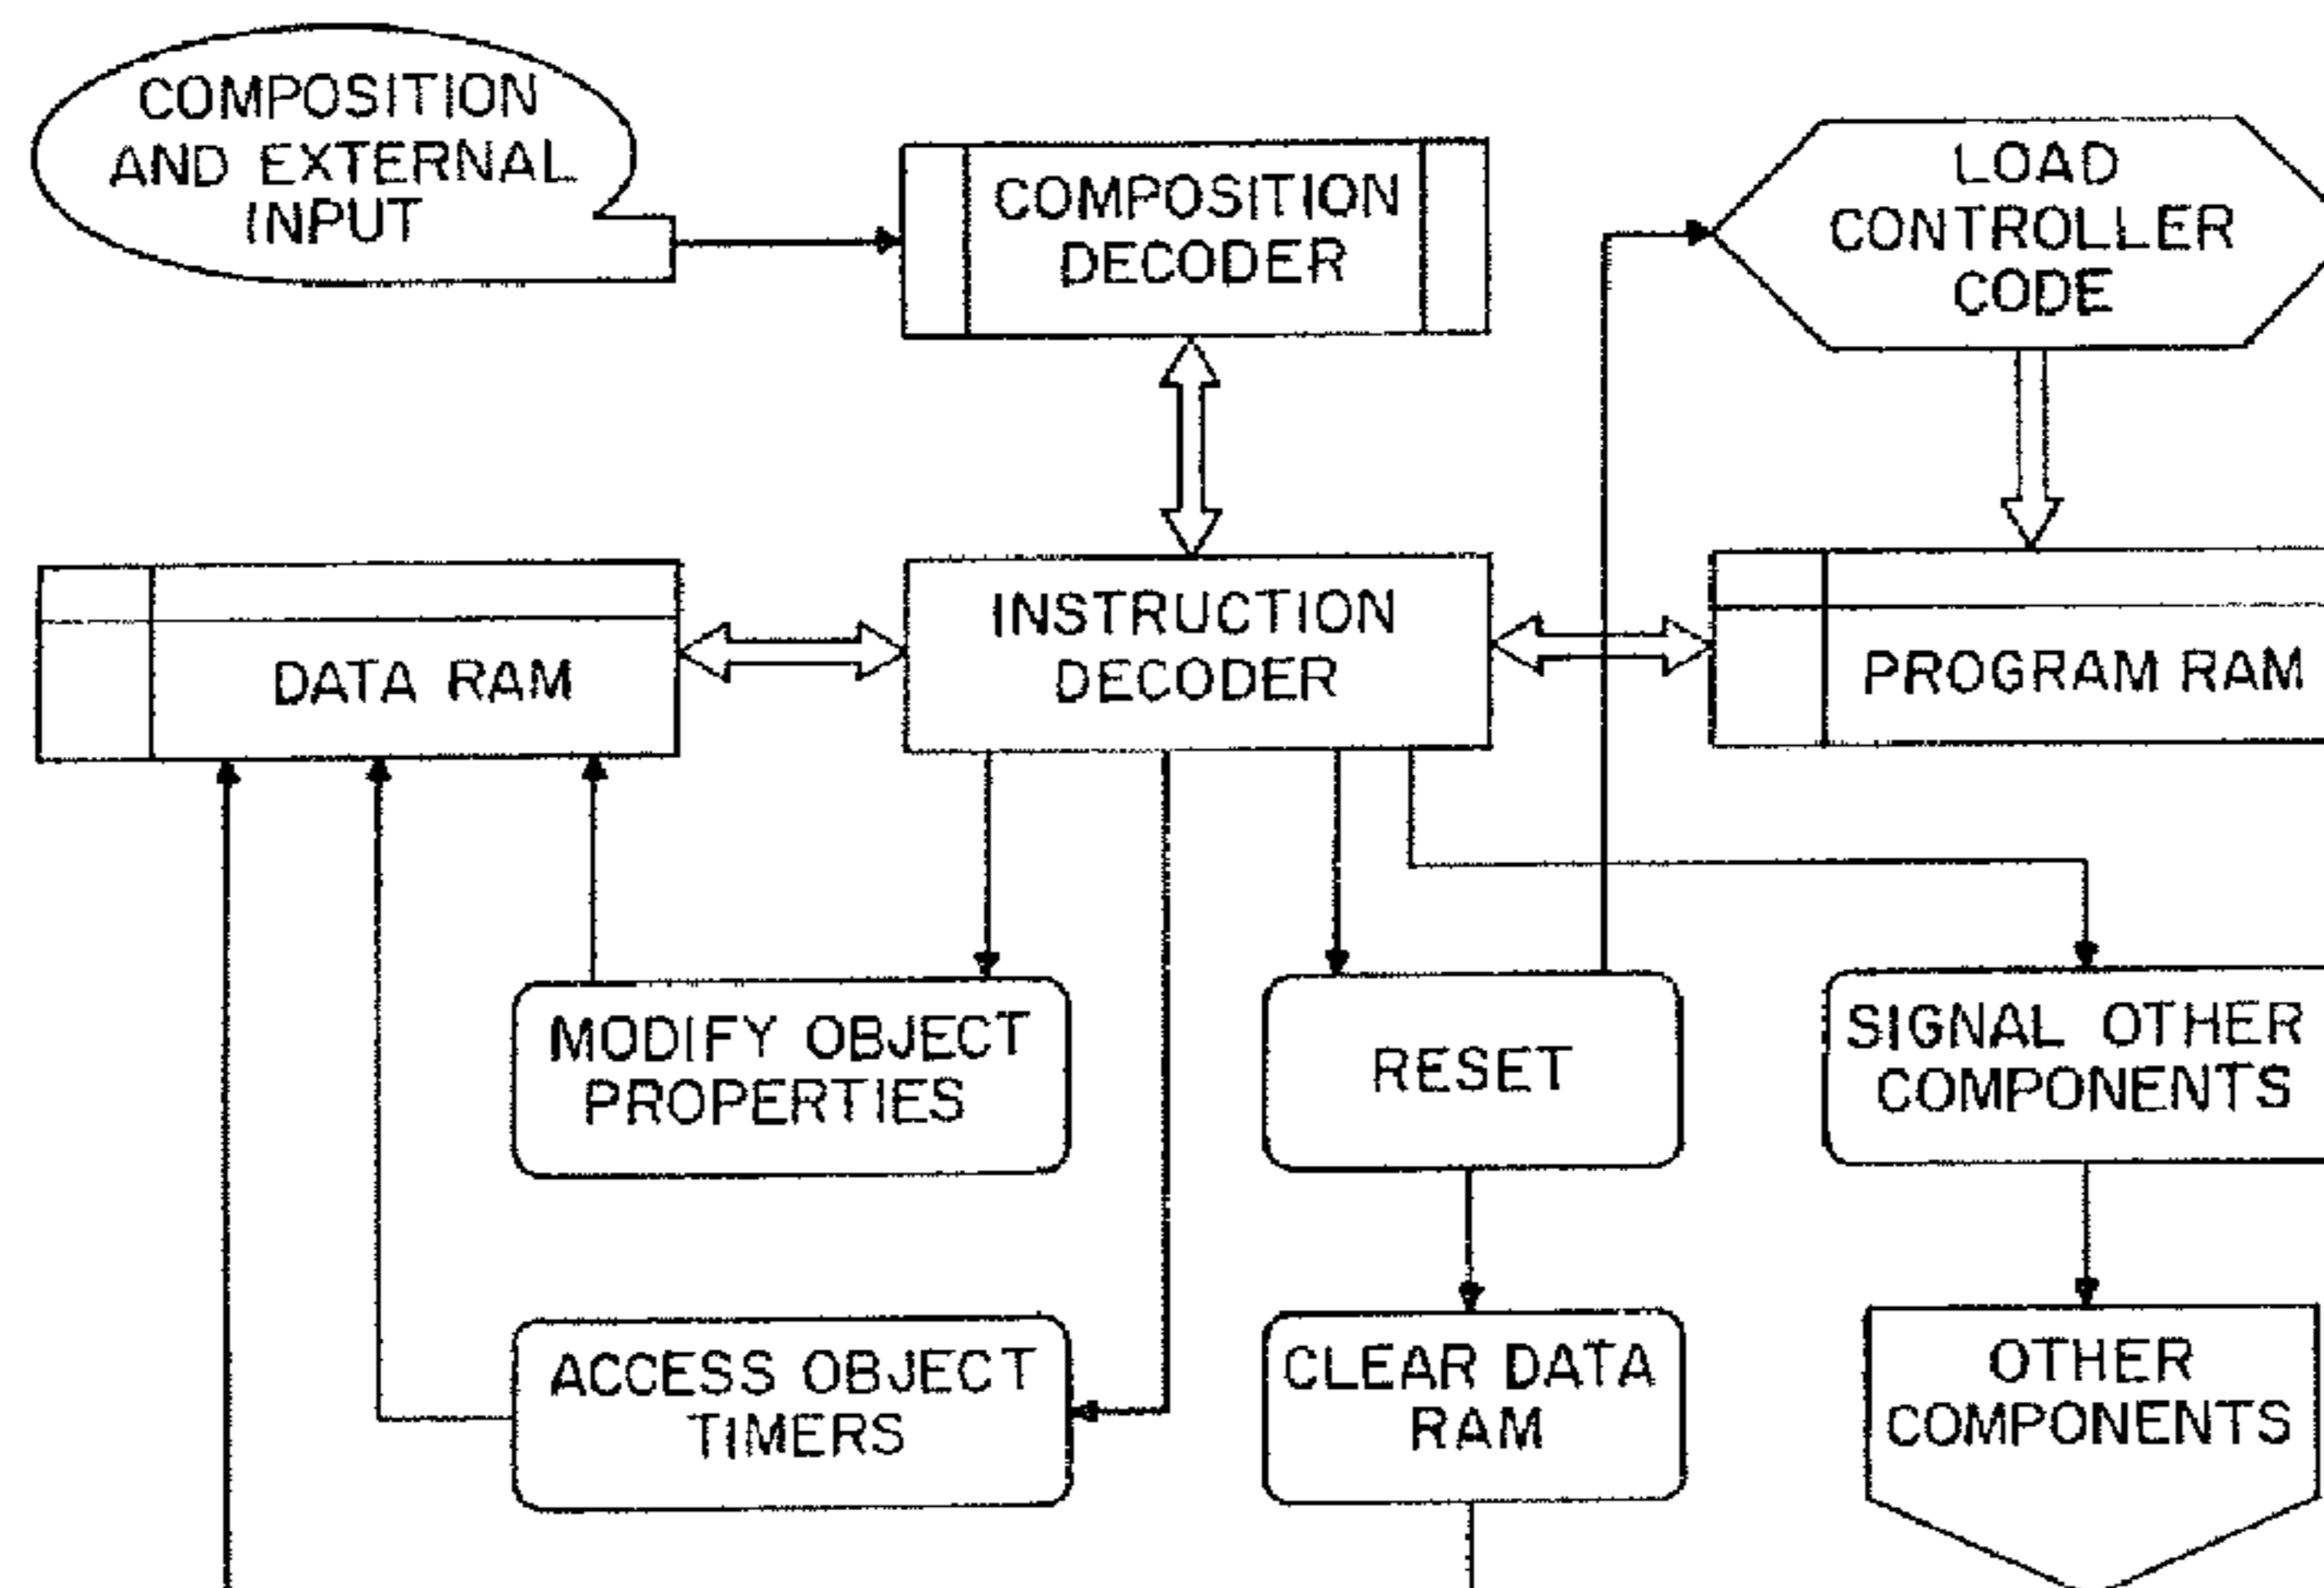 COMPOSITION
AND EXTERNAL
INPUT
COMPOSITION
DECODER
LOAD
CONTROLLER
CODE
DATA RAM
INSTRUCTION
DECODER
PROGRAM RAM
MODIFY OBJECT
PROPERTIES
RESET
SIGNAL OTHER
COMPONENTS
ACCESS OBJECT
TIMERS
CLEAR DATA
RAM
OTHER
COMPONENTS